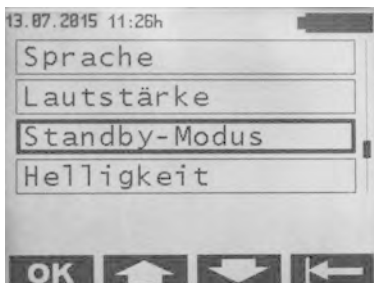 13.07.2015 11:26h
Sprache
Lautstärke
Standby-Modus
Helligkeit
OK